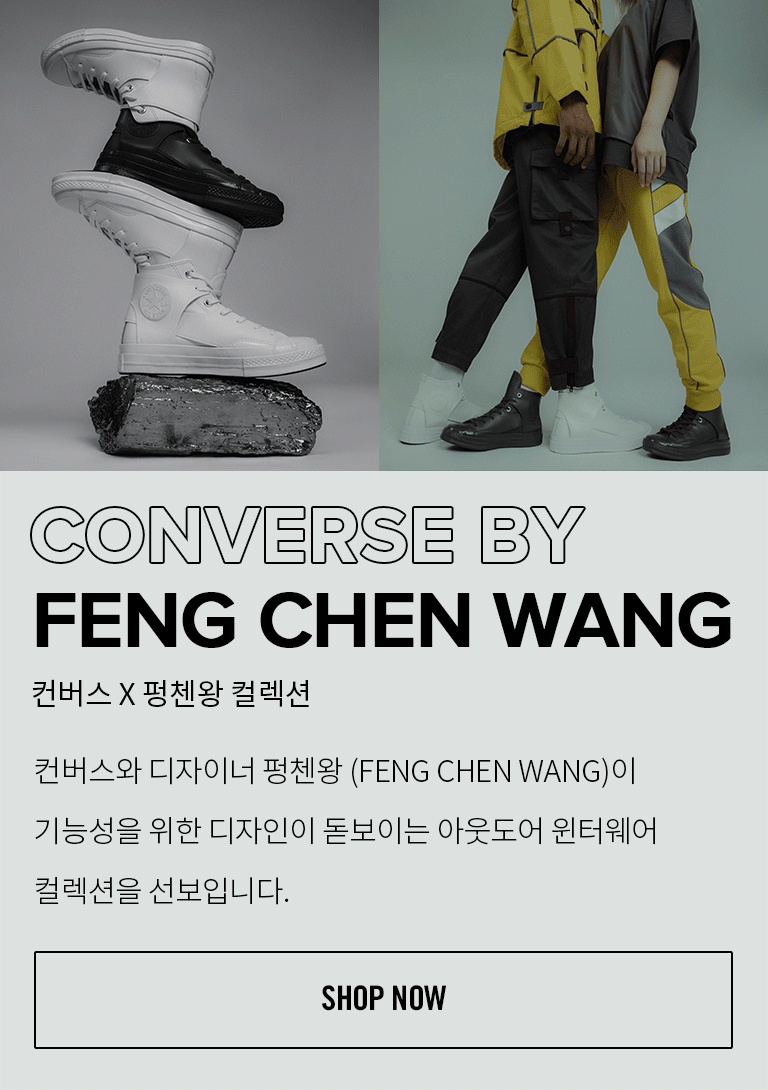 CONVERSE BY
FENG CHEN WANG
컨버스 X 펑첸왕 컬렉션
컨버스와 디자이너 펑첸왕 (FENG CHEN WANG)이
기능성을 위한 디자인이 돋보이는 아웃도어 윈터웨어
컬렉션을 선보입니다.
SHOP NOW